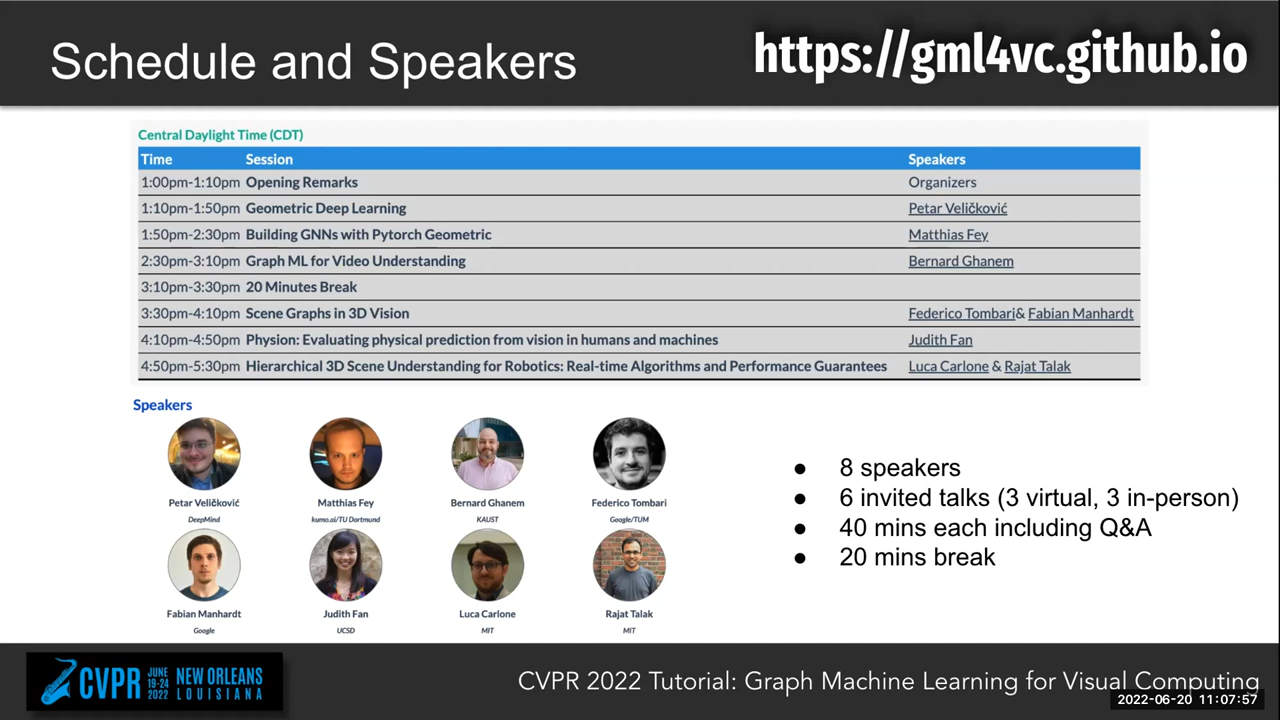 Schedule and Speakers
https://gml4vc.github.io
Central Daylight Time (CDT)
Time Session Speakers
1:00pm-1:10pm Opening Remarks Organizers
1:10pm-1:50pm Geometric Deep Learning Petar Veličković
1:50pm-2:30pm Building GNNs with Pytorch Geometric Matthias Fey
2:30pm-3:10pm Graph ML for Video Understanding Bernard Ghanem
3:10pm-3:30pm 20 Minutes Break
3:30pm-4:10pm Scene Graphs in 3D Vision Federico Tombari& Fabian Manhardt
4:10pm-4:50pm Physion: Evaluating physical prediction from vision in humans and machines Judith Fan
4:50pm-5:30pm Hierarchical 3D Scene Understanding for Robotics: Real-time Algorithms and Performance Guarantees Luca Carlone & Rajat Talak
Speakers
Petar Veličković Matthias Fey Bernard Ghanem Federico Tombari
DeepMind kumo.ai/TU Dortmund KAUST Google/TUM
Fabian Manhardt Judith Fan Luca Carlone Rajat Talak
Google UCSD MIT MIT
● 8 speakers
● 6 invited talks (3 virtual, 3 in-person)
● 40 mins each including Q&A
● 20 mins break
CVPR JUNE 19-24 2022 NEW ORLEANS LOUISIANA
CVPR 2022 Tutorial: Graph Machine Learning for Visual Computing
2022-06-20 11:07:57